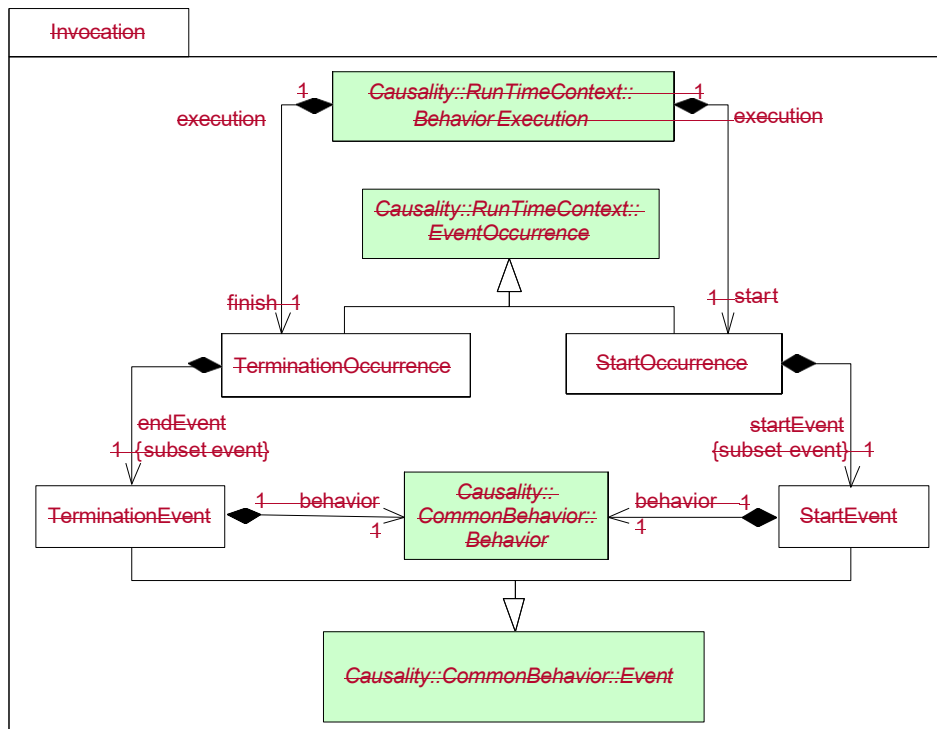 Invocation
1 Causality::RunTimeContext:: 1
execution BehaviorExecution execution
Causality::RunTimeContext::
EventOccurrence
finish 1 1 start
TerminationOccurrence StartOccurrence
endEvent startEvent
1 {subset event} {subset event} 1
TerminationEvent 1 behavior 1 Causality::
CommonBehavior::
Behavior behavior 1 1 StartEvent
Causality::CommonBehavior::Event